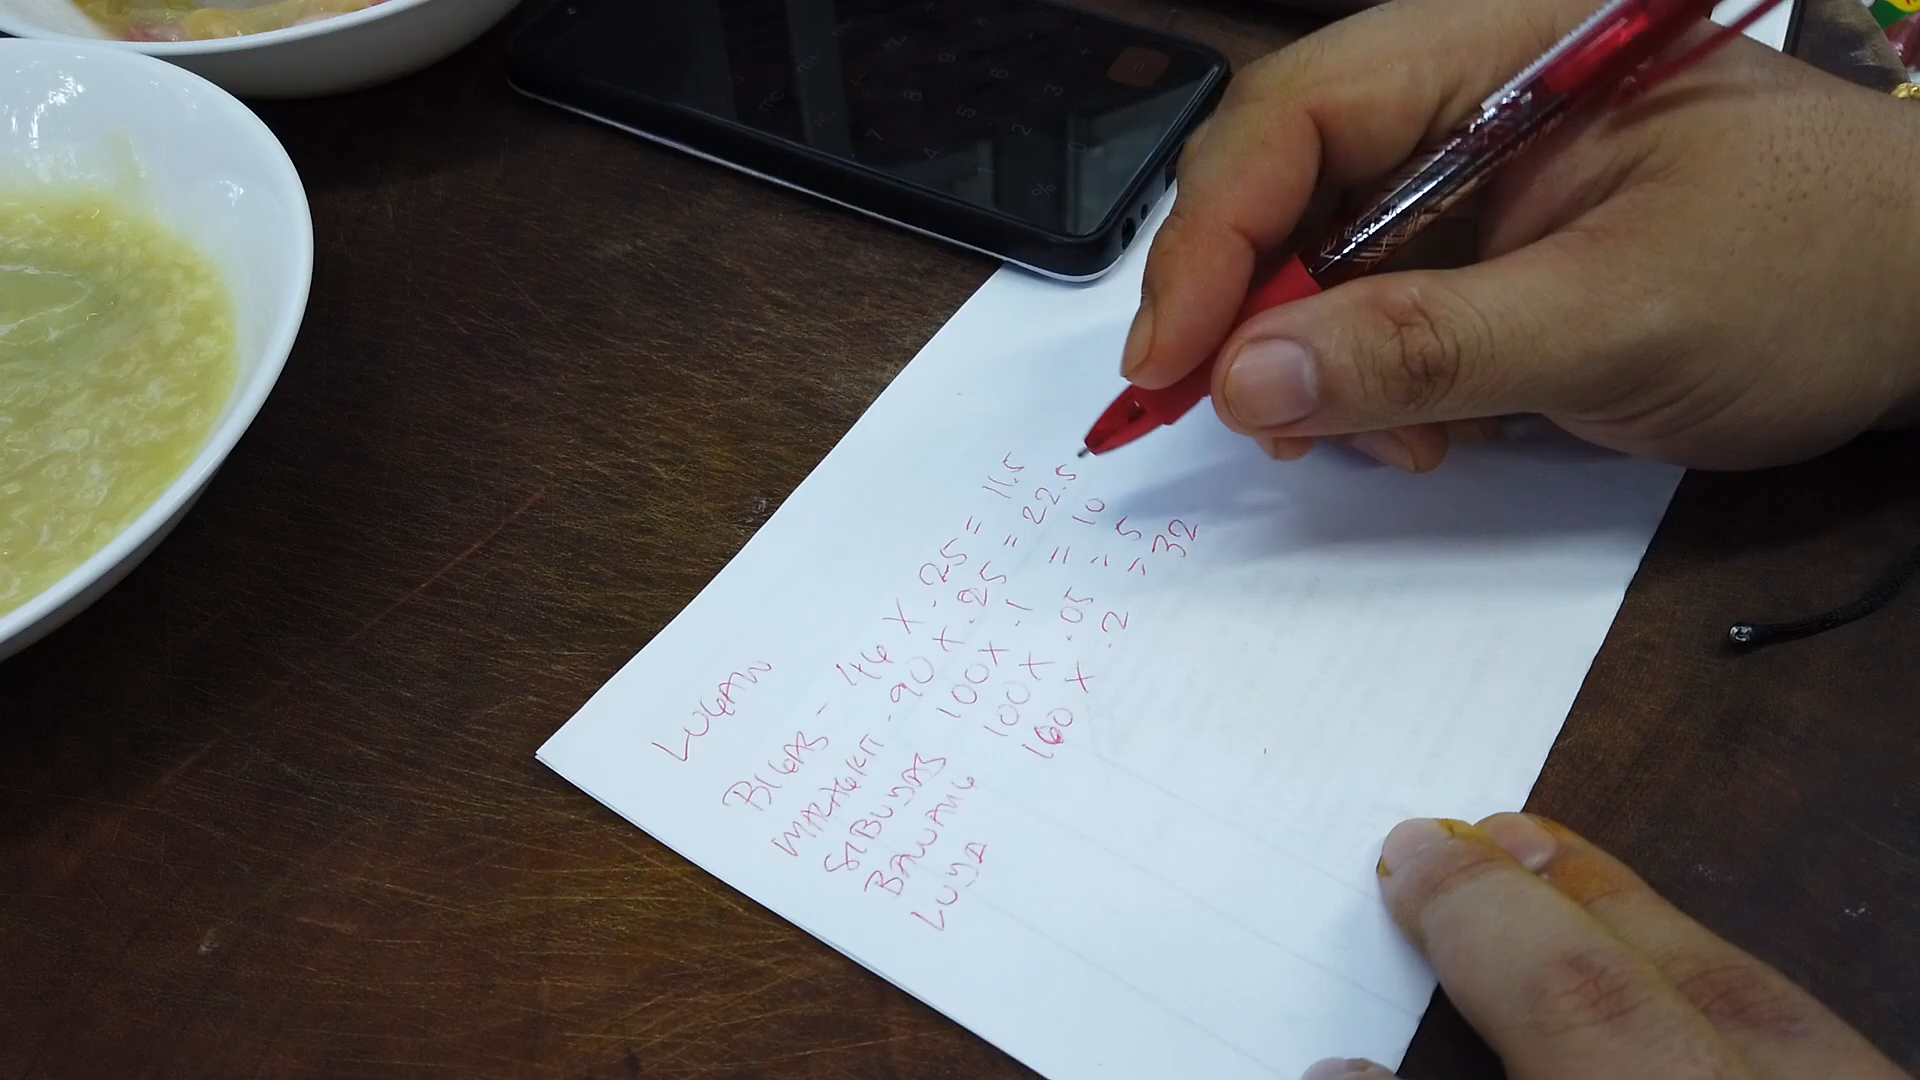 LUGAW
BIGAS - 46 X .25 = 11.5
MALAGKIT - 90 X .25 = 22.5
SIBUYAS 100 X .1 = 10
BAWANG 100 X .05 = 5
LUYA 160 X .2 = 32